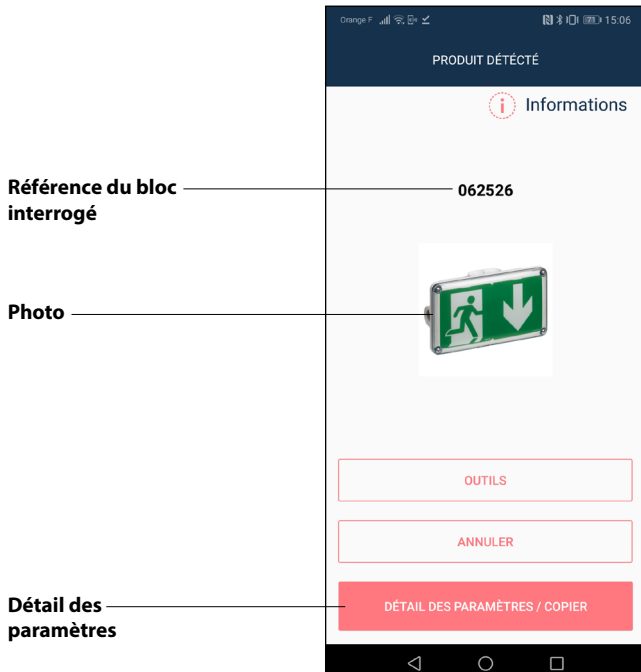 Orange F 15:06
PRODUIT DÉTÉCTÉ
i Informations
Référence du bloc
interrogé
062526
Photo
OUTILS
ANNULER
Détail des
paramètres
DÉTAIL DES PARAMÈTRES / COPIER